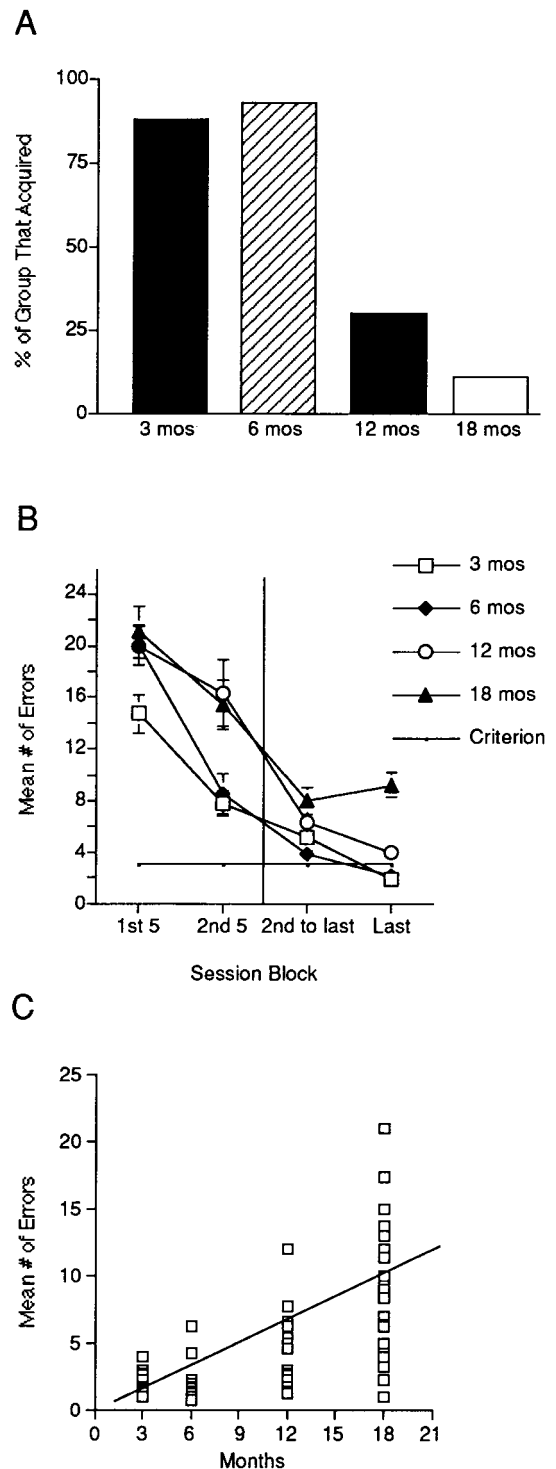 A
% of Group That Acquired
100
75
50
25
0
3 mos
6 mos
12 mos
18 mos
B
Mean # of Errors
24
20
16
12
8
4
0
1st 5
2nd 5
2nd to last
Last
Session Block
3 mos
6 mos
12 mos
18 mos
Criterion
C
Mean # of Errors
25
20
15
10
5
0
0
3
6
9
12
15
18
21
Months